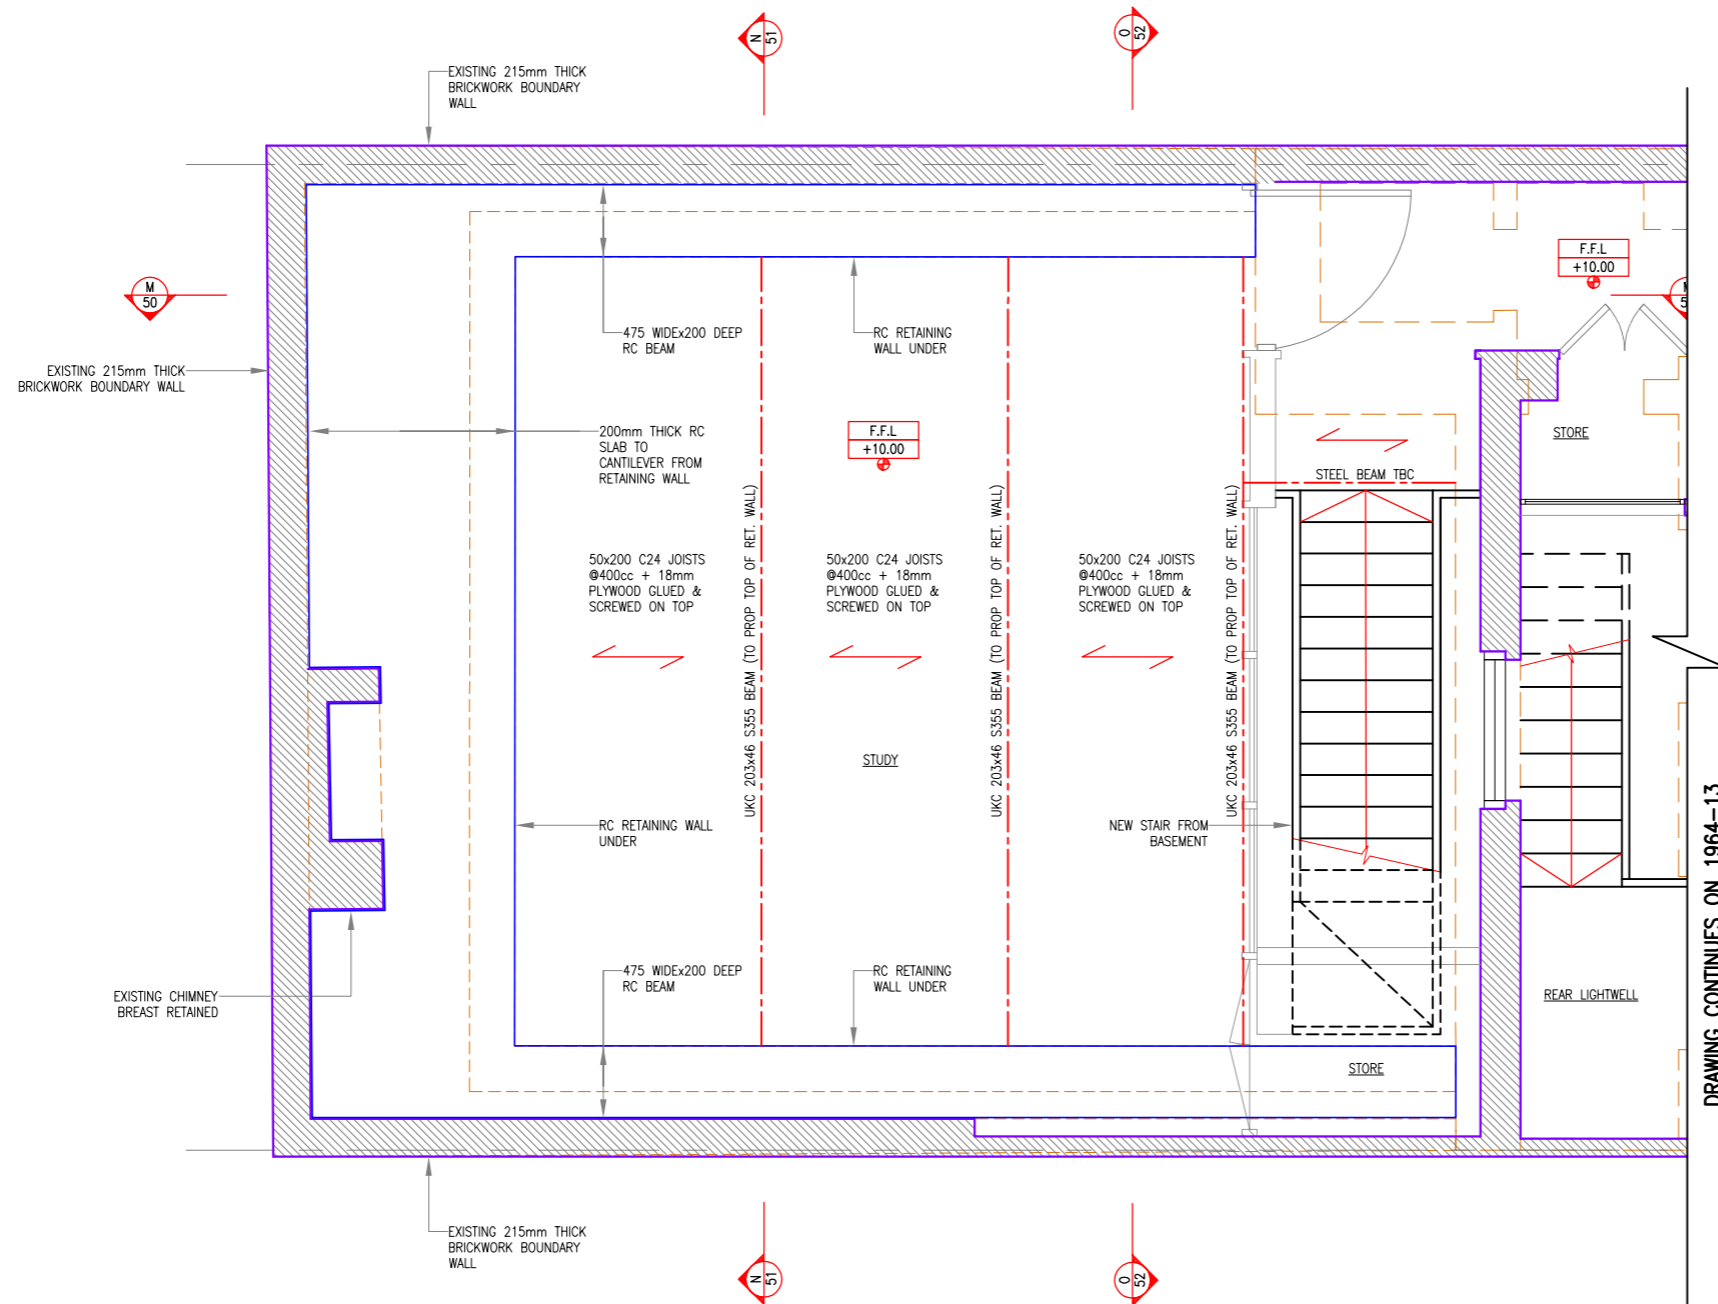 N
51
O
52
EXISTING 215mm THICK
BRICKWORK BOUNDARY
WALL
M
50
F.F.L
+10.00
475 WIDEx200 DEEP
RC BEAM
RC RETAINING
WALL UNDER
EXISTING 215mm THICK
BRICKWORK BOUNDARY WALL
200mm THICK RC
SLAB TO
CANTILEVER FROM
RETAINING WALL
F.F.L
+10.00
STORE
STEEL BEAM TBC
50x200 C24 JOISTS
@400cc + 18mm
PLYWOOD GLUED &
SCREWED ON TOP
UKC 203x46 S355 BEAM (TO PROP TOP OF RET. WALL)
50x200 C24 JOISTS
@400cc + 18mm
PLYWOOD GLUED &
SCREWED ON TOP
UKC 203x46 S355 BEAM (TO PROP TOP OF RET. WALL)
50x200 C24 JOISTS
@400cc + 18mm
PLYWOOD GLUED &
SCREWED ON TOP
UKC 203x46 S355 BEAM (TO PROP TOP OF RET. WALL)
STUDY
RC RETAINING WALL
UNDER
NEW STAIR FROM
BASEMENT
475 WIDEx200 DEEP
RC BEAM
RC RETAINING
WALL UNDER
EXISTING CHIMNEY
BREAST RETAINED
REAR LIGHTWELL
STORE
DRAWING CONTINUES ON 1964-13
EXISTING 215mm THICK
BRICKWORK BOUNDARY
WALL
N
51
O
52